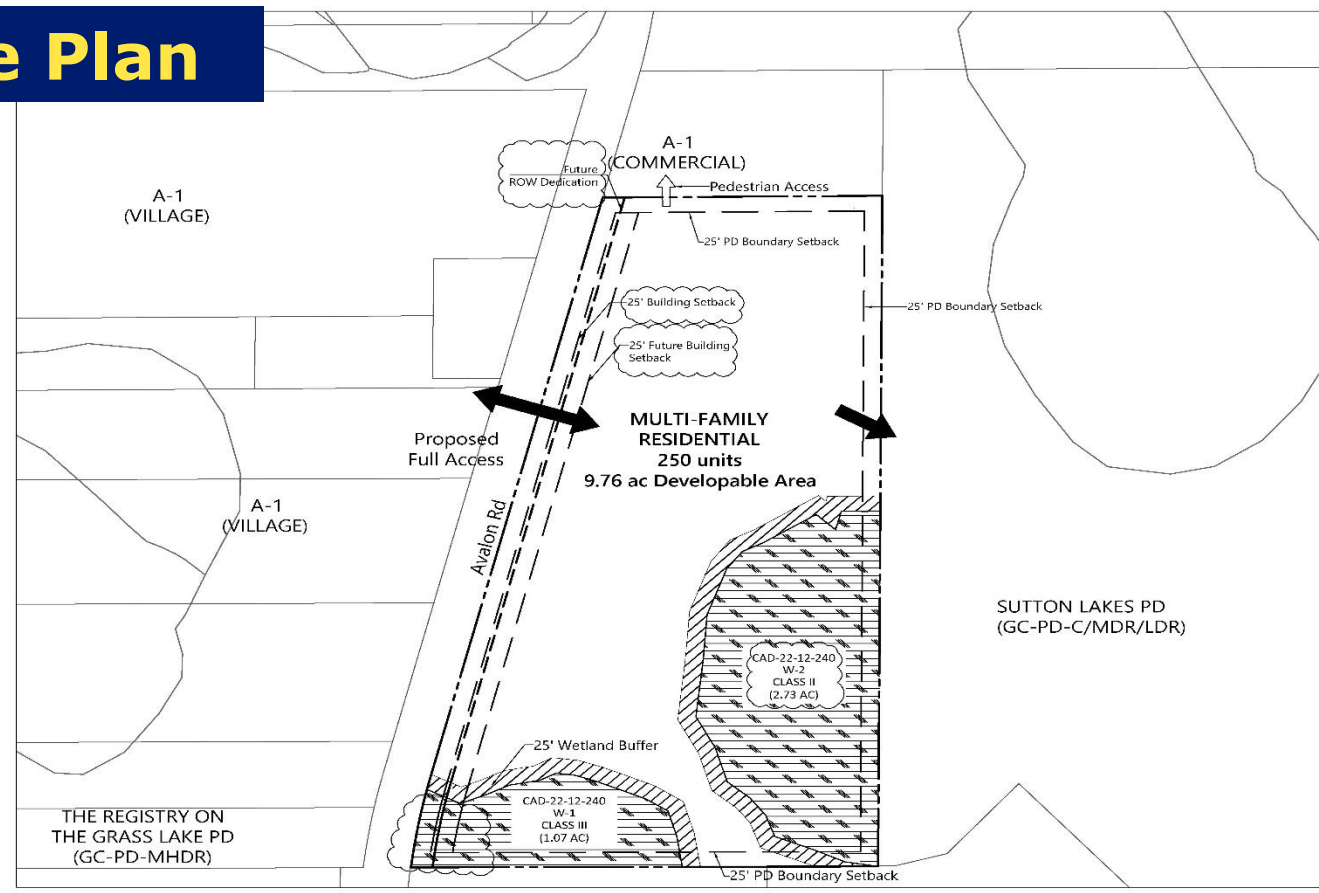 e Plan
A-1
(COMMERCIAL)
Future
ROW Dedication
Pedestrian Access
A-1
(VILLAGE)
25' PD Boundary Setback
25' Building Setback
25' PD Boundary Setback
25' Future Building
Setback
MULTI-FAMILY
RESIDENTIAL
250 units
9.76 ac Developable Area
Proposed
Full Access
A-1
(VILLAGE)
Avalon Rd
SUTTON LAKES PD
(GC-PD-C/MDR/LDR)
CAD-22-12-240
W-2
CLASS II
(2.73 AC)
25' Wetland Buffer
CAD-22-12-240
W-1
CLASS III
(1.07 AC)
THE REGISTRY ON
THE GRASS LAKE PD
(GC-PD-MHDR)
25' PD Boundary Setback